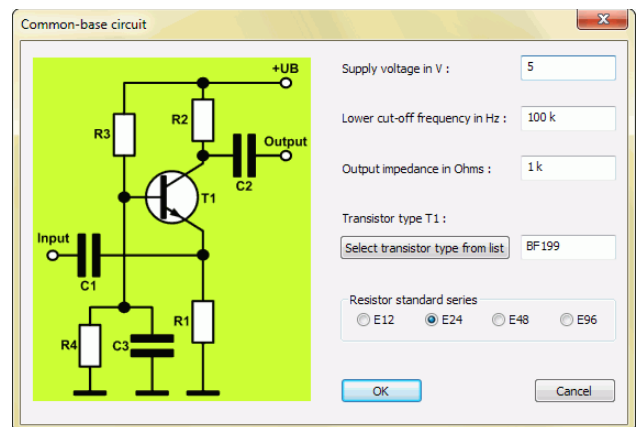 Common-base circuit
x
+UB
R3
R2
Output
C2
T1
Input
C1
R1
R4
C3
Supply voltage in V :
5
Lower cut-off frequency in Hz :
100 k
Output impedance in Ohms :
1 k
Transistor type T1 :
Select transistor type from list
BF199
Resistor standard series
E12
E24
E48
E96
OK
Cancel